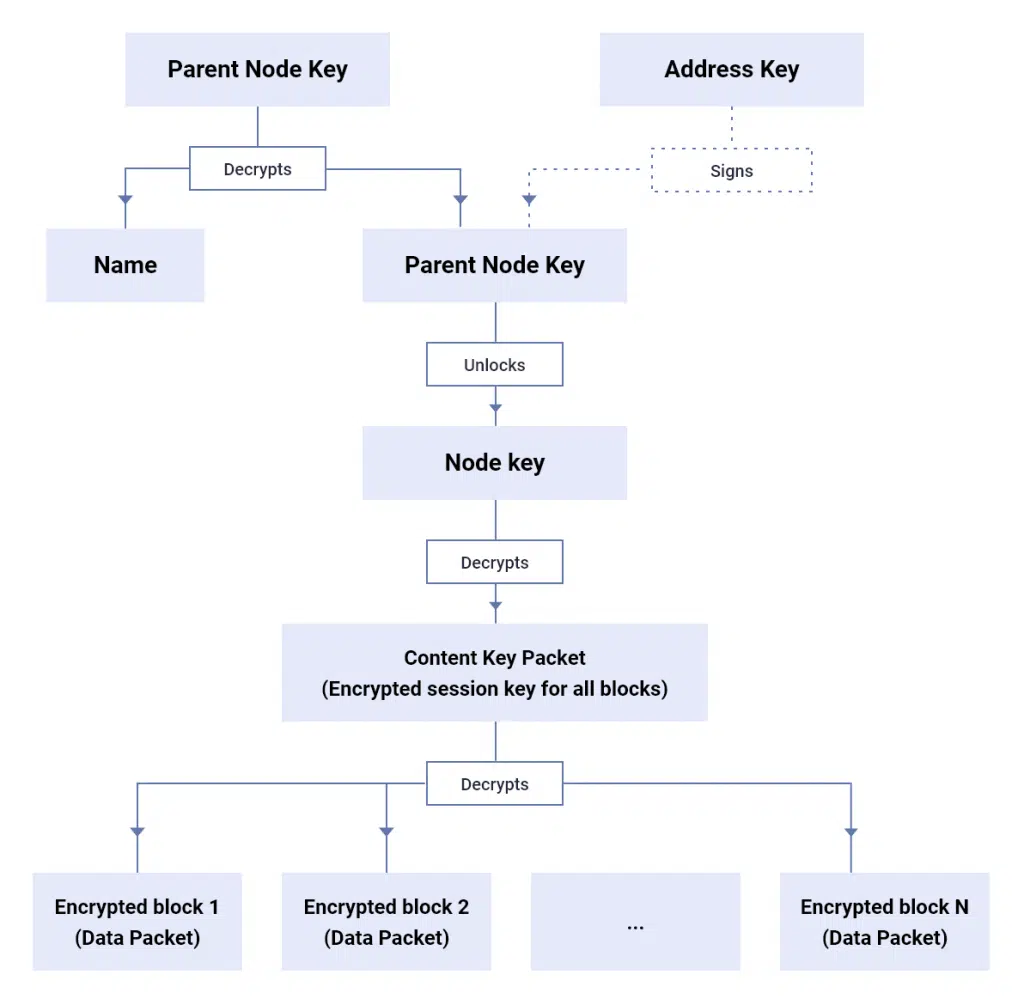 Parent Node Key
Address Key
Decrypts
Signs
Name
Parent Node Key
Unlocks
Node key
Decrypts
Content Key Packet
(Encrypted session key for all blocks)
Decrypts
Encrypted block 1
(Data Packet)
Encrypted block 2
(Data Packet)
...
Encrypted block N
(Data Packet)